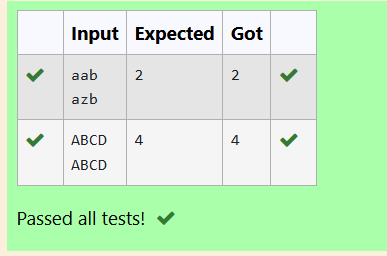 Input Expected Got
aab 2 2
azb
ABCD 4 4
ABCD
Passed all tests!